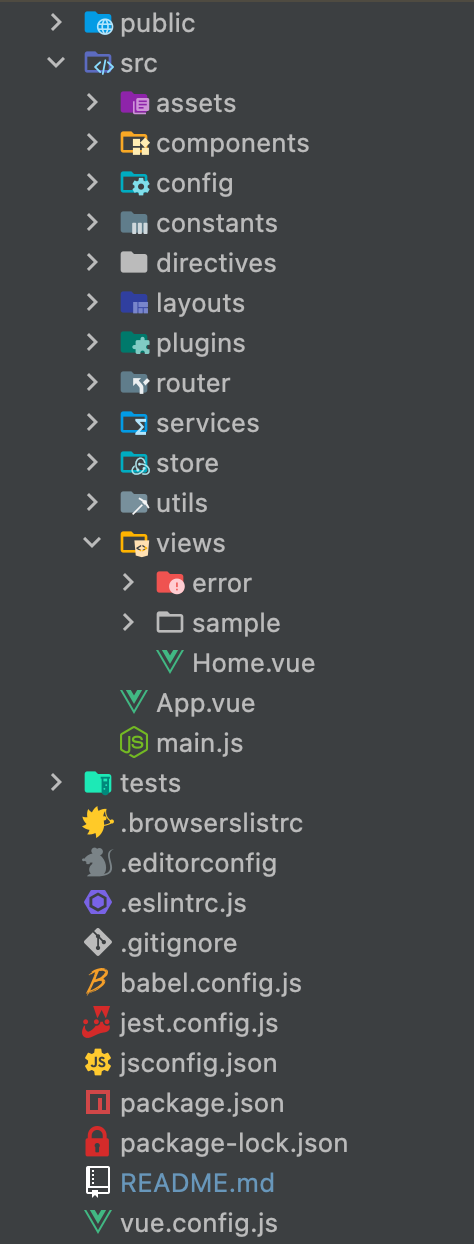 public
src
assets
components
config
constants
directives
layouts
plugins
router
services
store
utils
views
error
sample
Home.vue
App.vue
main.js
tests
.browserslistrc
.editorconfig
.eslintrc.js
.gitignore
babel.config.js
jest.config.js
jsconfig.json
package.json
package-lock.json
README.md
vue.config.js